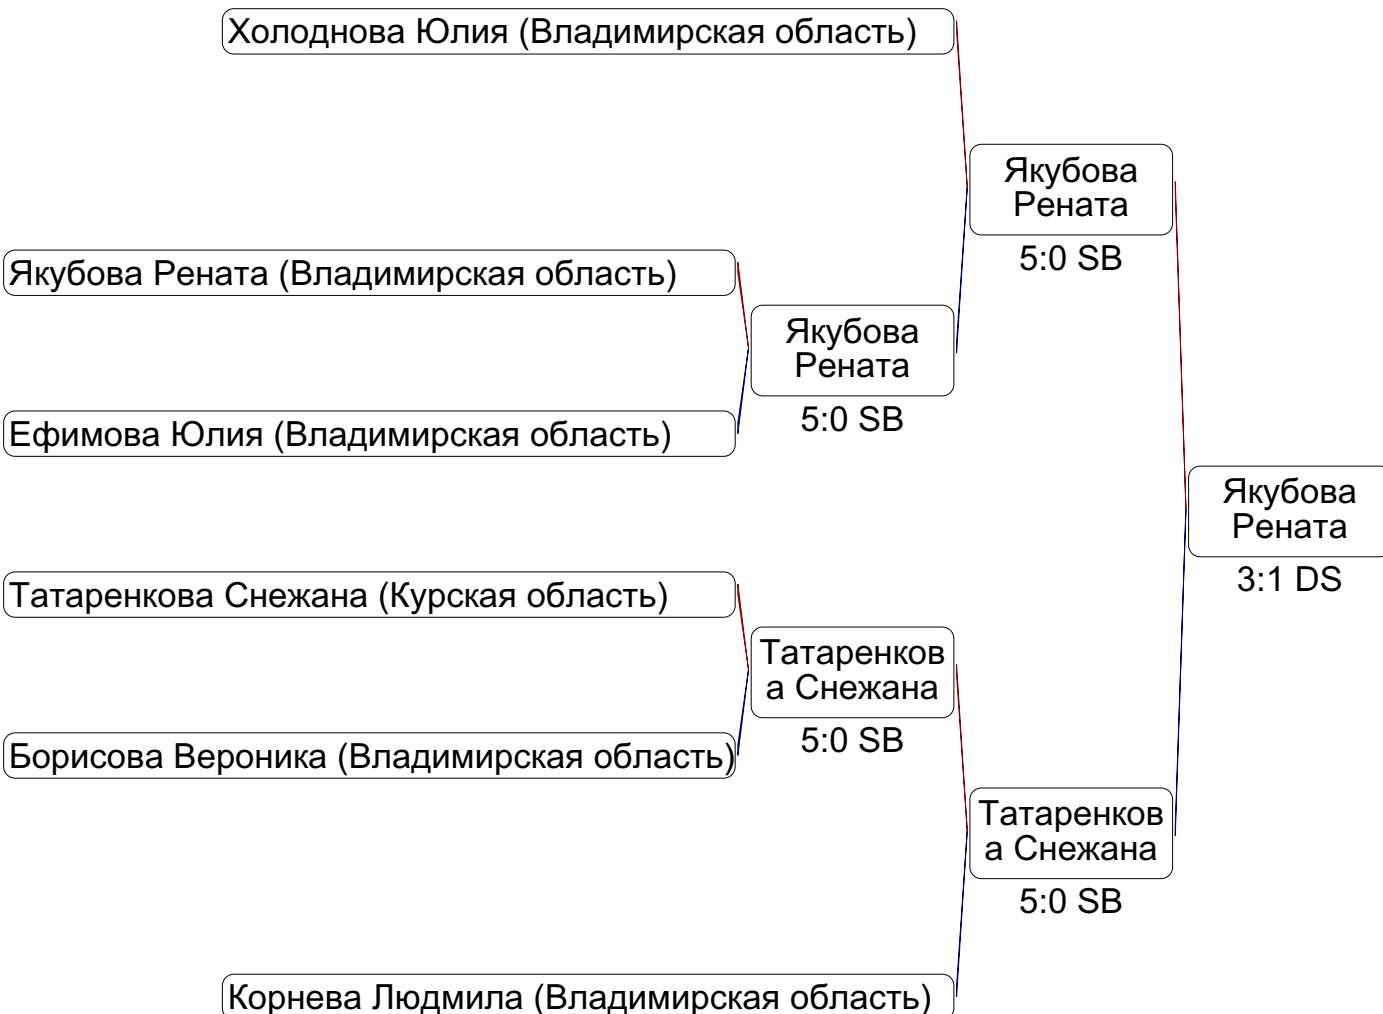 Холоднова Юлия (Владимирская область)
Якубова
Рената
5:0 SB
Якубова Рената (Владимирская область)
Якубова
Рената
5:0 SB
Ефимова Юлия (Владимирская область)
Якубова
Рената
3:1 DS
Татаренкова Снежана (Курская область)
Татаренков
а Снежана
5:0 SB
Борисова Вероника (Владимирская область)
Татаренков
а Снежана
5:0 SB
Корнева Людмила (Владимирская область)